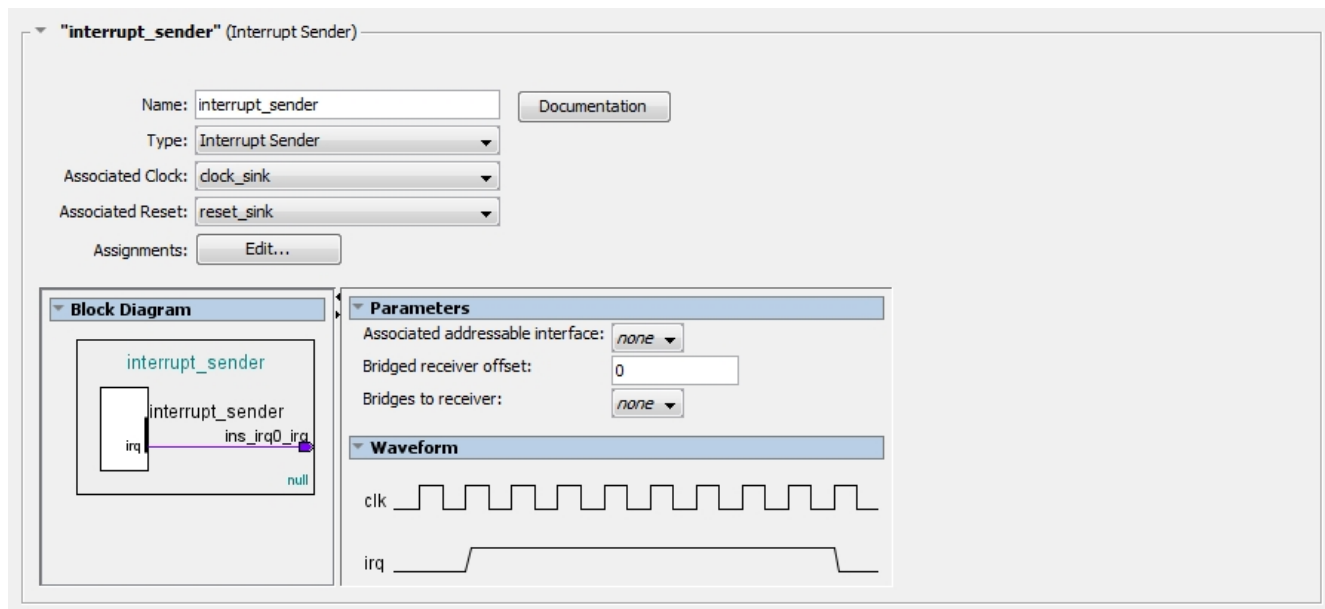 "interrupt_sender" (Interrupt Sender)
Name: interrupt_sender Documentation
Type: Interrupt Sender
Associated Clock: clock_sink
Associated Reset: reset_sink
Assignments: Edit...
Block Diagram
interrupt_sender
interrupt_sender
ins_irq0_irq
irq
null
Parameters
Associated addressable interface: none
Bridged receiver offset: 0
Bridges to receiver: none
Waveform
clk
irq